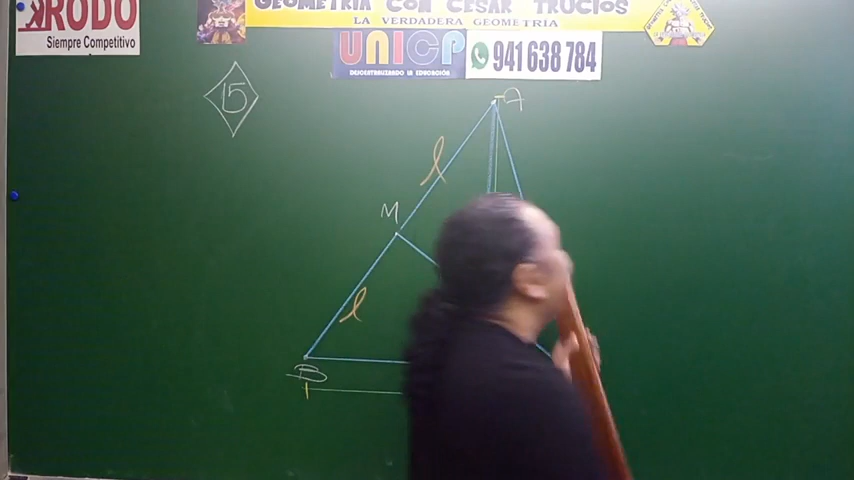 RODO
Siempre Competitivo
GEOMETRIA CON CESAR TRUCIOS
LA VERDADERA GEOMETRIA
UNICP
DESCENTRALIZANDO LA EDUCACIÓN
941 638 784
15
A
l
M
l
B